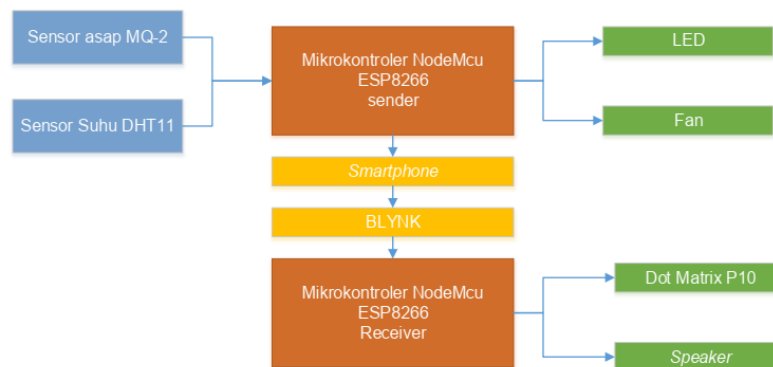 Sensor asap MQ-2
Sensor Suhu DHT11
Mikrokontroler NodeMcu
ESP8266
sender
LED
Fan
Smartphone
BLYNK
Mikrokontroler NodeMcu
ESP8266
Receiver
Dot Matrix P10
Speaker